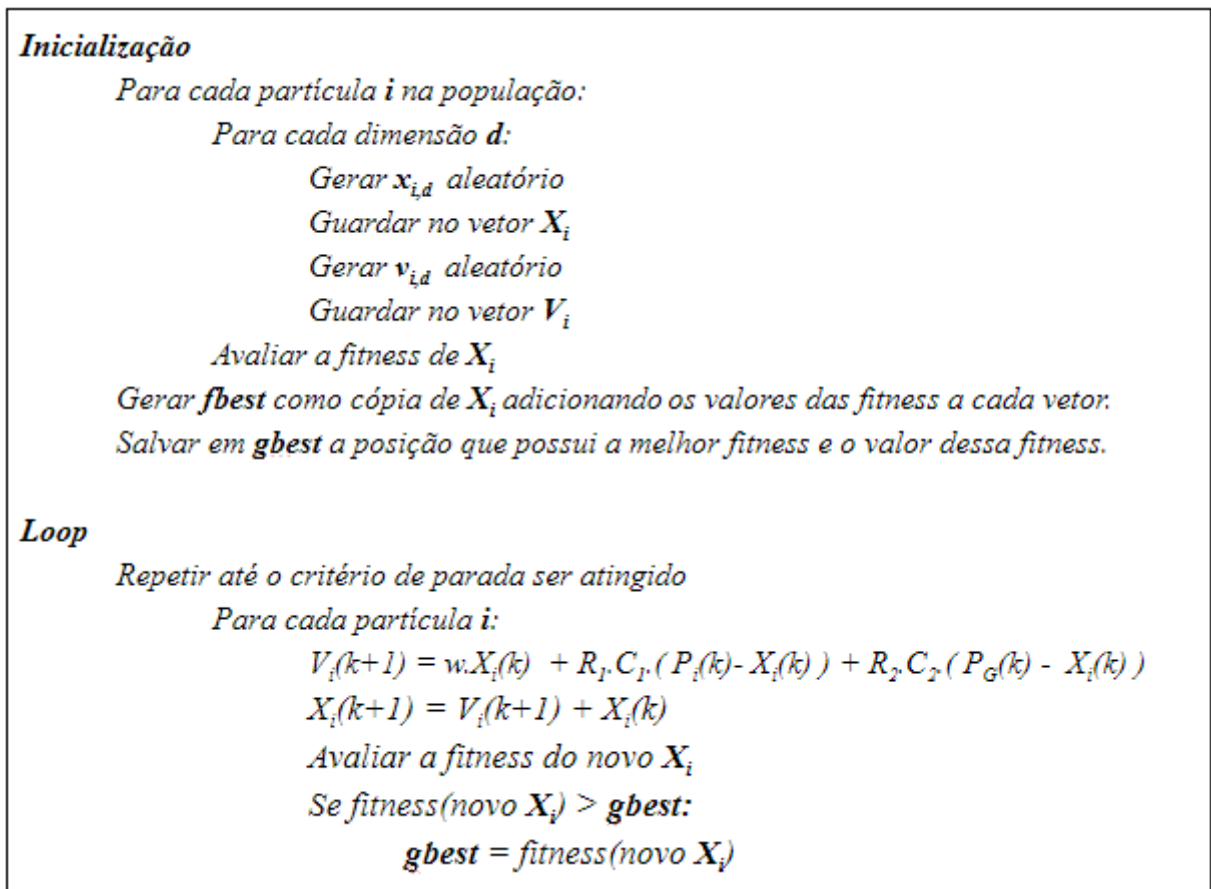 Inicialização
Para cada partícula i na população:
Para cada dimensão d:
Gerar x_{i,d} aleatório
Guardar no vetor X_i
Gerar v_{i,d} aleatório
Guardar no vetor V_i
Avaliar a fitness de X_i
Gerar fbest como cópia de X_i adicionando os valores das fitness a cada vetor.
Salvar em gbest a posição que possui a melhor fitness e o valor dessa fitness.
Loop
Repetir até o critério de parada ser atingido
Para cada partícula i:
V_i(k+1) = w.X_i(k) + R_1.C_1.( P_i(k)- X_i(k) ) + R_2.C_2.( P_G(k) - X_i(k) )
X_i(k+1) = V_i(k+1) + X_i(k)
Avaliar a fitness do novo X_i
Se fitness(novo X_i) > gbest:
gbest = fitness(novo X_i)